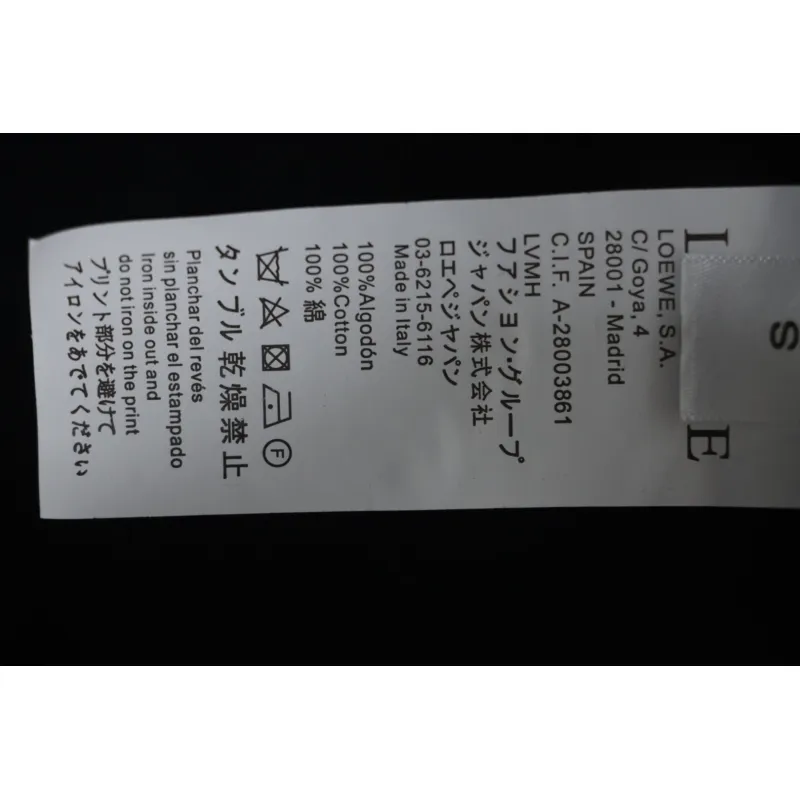 L E
S
LOEWE, S.A.
C/ Goya, 4
28001 - Madrid
SPAIN
C.I.F. A-28003861
LVMH
ファション・グループ
ジャパン株式会社
ロエベジャパン
03-6215-6116
Made in Italy
100%Algodón
100%Cotton
100% 綿
F
タンブル乾燥禁止
Planchar del revés
sin planchar el estampado
Iron inside out and
do not iron on the print
プリント部分を避けて
アイロンをあてください